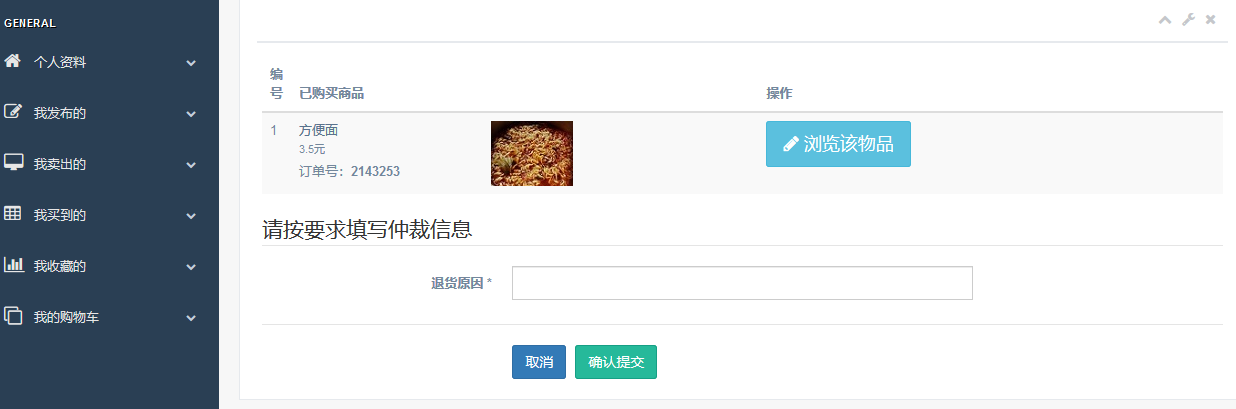 GENERAL
个人资料
我发布的
我卖出的
我买到的
我收藏的
我的购物车
编号 已购买商品 操作
1 方便面
3.5元
订单号：2143253
浏览该物品
请按要求填写仲裁信息
退货原因 *
取消 确认提交